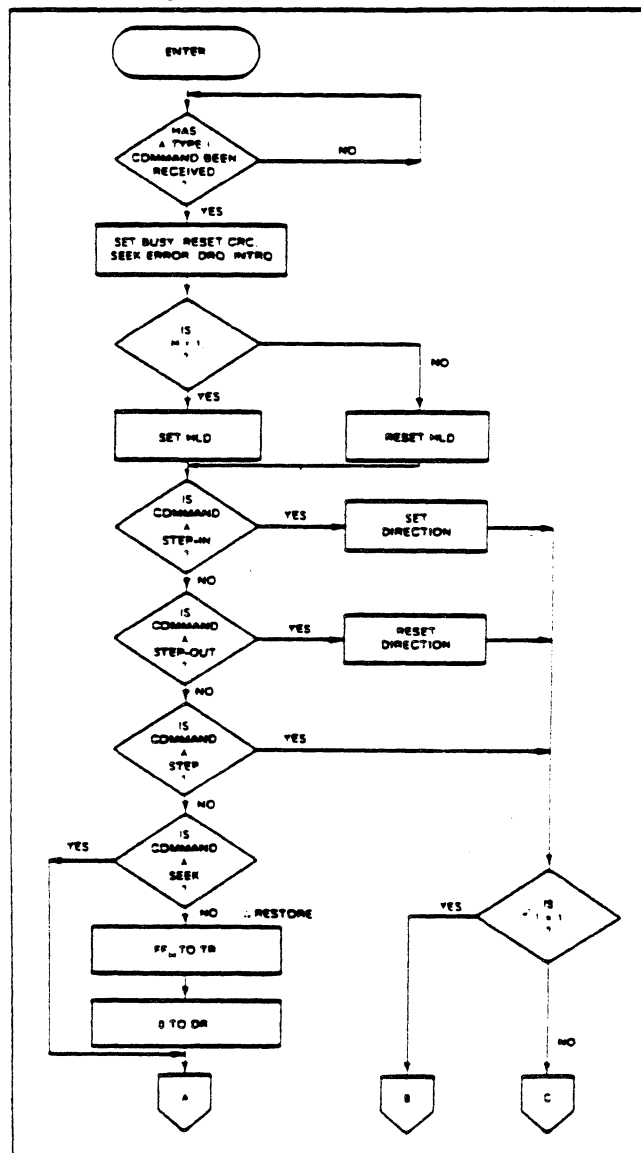 ENTER
HAS
A TYPE I
COMMAND BEEN
RECEIVED
?
NO
YES
SET BUSY, RESET CRC,
SEEK ERROR, DRQ, INTRQ
IS
?
NO
YES
SET HLD
RESET HLD
IS
COMMAND
A
STEP-IN
?
YES
SET
DIRECTION
NO
IS
COMMAND
A
STEP-OUT
?
YES
RESET
DIRECTION
NO
IS
COMMAND
A
STEP
?
YES
NO
IS
COMMAND
A
SEEK
?
YES
NO RESTORE
FFH TO TR
0 TO DR
YES
IS
?
NO
A
B
C